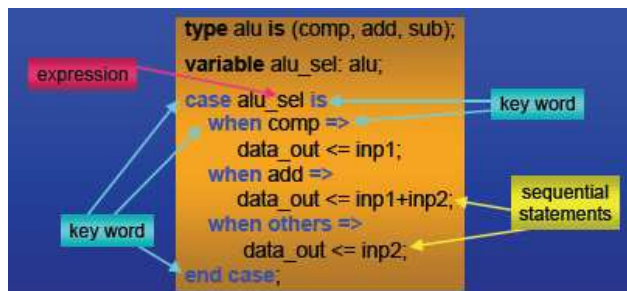 type alu is (comp, add, sub);
variable alu_sel: alu;
expression
case alu_sel is
key word
when comp =>
data_out <= inp1;
when add =>
data_out <= inp1+inp2;
sequential
statements
when others =>
key word
data_out <= inp2;
end case;